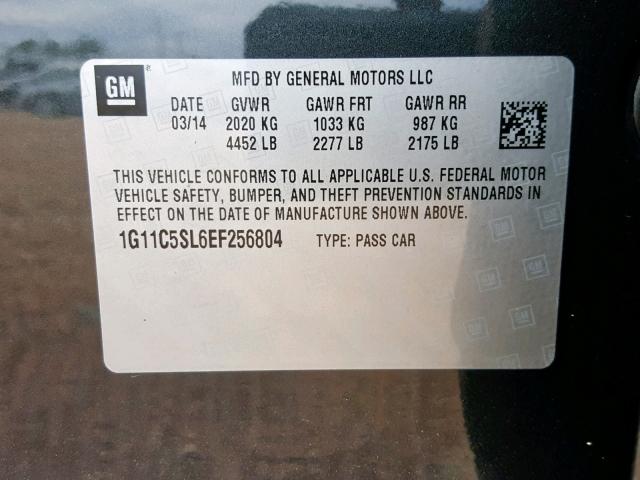 GM ® MFD BY GENERAL MOTORS LLC
DATE GVWR GAWR FRT GAWR RR
03/14 2020 KG 1033 KG 987 KG
4452 LB 2277 LB 2175 LB
THIS VEHICLE CONFORMS TO ALL APPLICABLE U.S. FEDERAL MOTOR
VEHICLE SAFETY, BUMPER, AND THEFT PREVENTION STANDARDS IN
EFFECT ON THE DATE OF MANUFACTURE SHOWN ABOVE.
1G11C5SL6EF256804 TYPE: PASS CAR